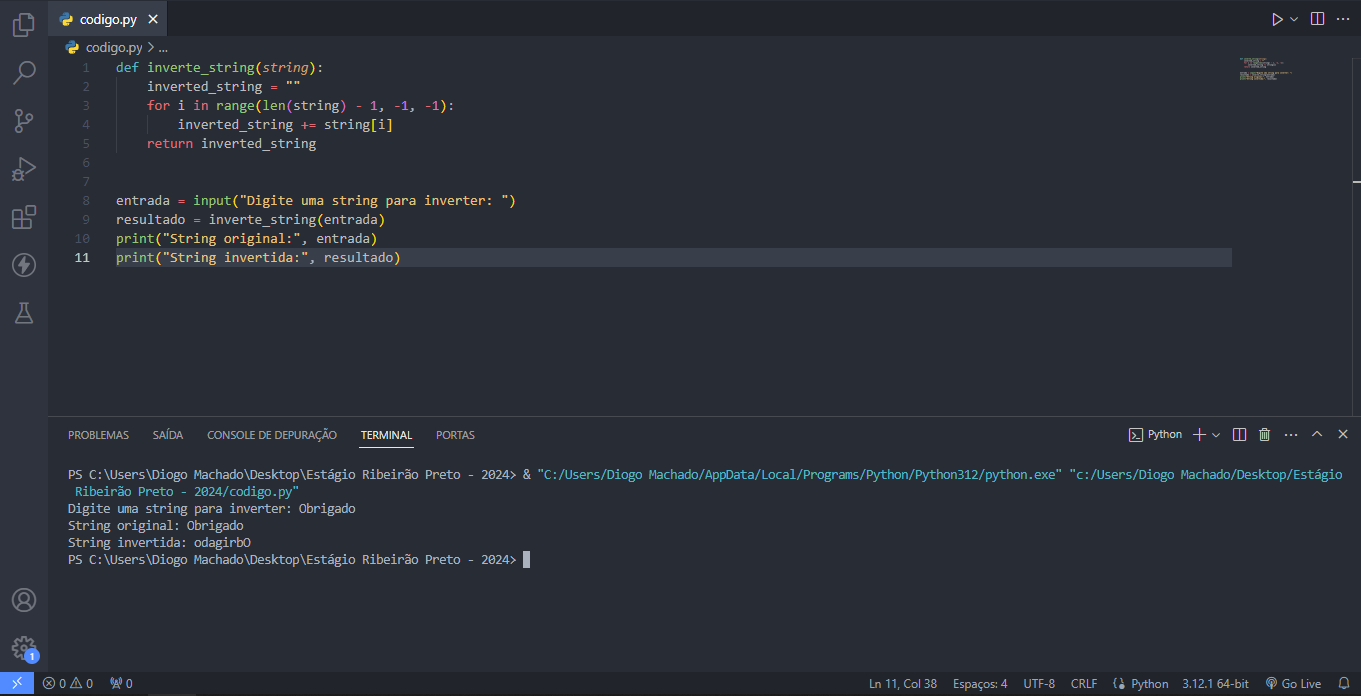 codigo.py
codigo.py > ...
1 def inverte_string(string):
2     inverted_string = ""
3     for i in range(len(string) - 1, -1, -1):
4         inverted_string += string[i]
5     return inverted_string
6
7
8 entrada = input("Digite uma string para inverter: ")
9 resultado = inverte_string(entrada)
10 print("String original:", entrada)
11 print("String invertida:", resultado)
PROBLEMAS SAÍDA CONSOLE DE DEPURAÇÃO TERMINAL PORTAS Python
PS C:\Users\Diogo Machado\Desktop\Estágio Ribeirão Preto - 2024> & "C:/Users/Diogo Machado/AppData/Local/Programs/Python/Python312/python.exe" "c:/Users/Diogo Machado/Desktop/Estágio
Ribeirão Preto - 2024/codigo.py"
Digite uma string para inverter: Obrigado
String original: Obrigado
String invertida: odagirbO
PS C:\Users\Diogo Machado\Desktop\Estágio Ribeirão Preto - 2024>
1
0 0 0 Ln 11, Col 38 Espaços: 4 UTF-8 CRLF Python 3.12.1 64-bit Go Live